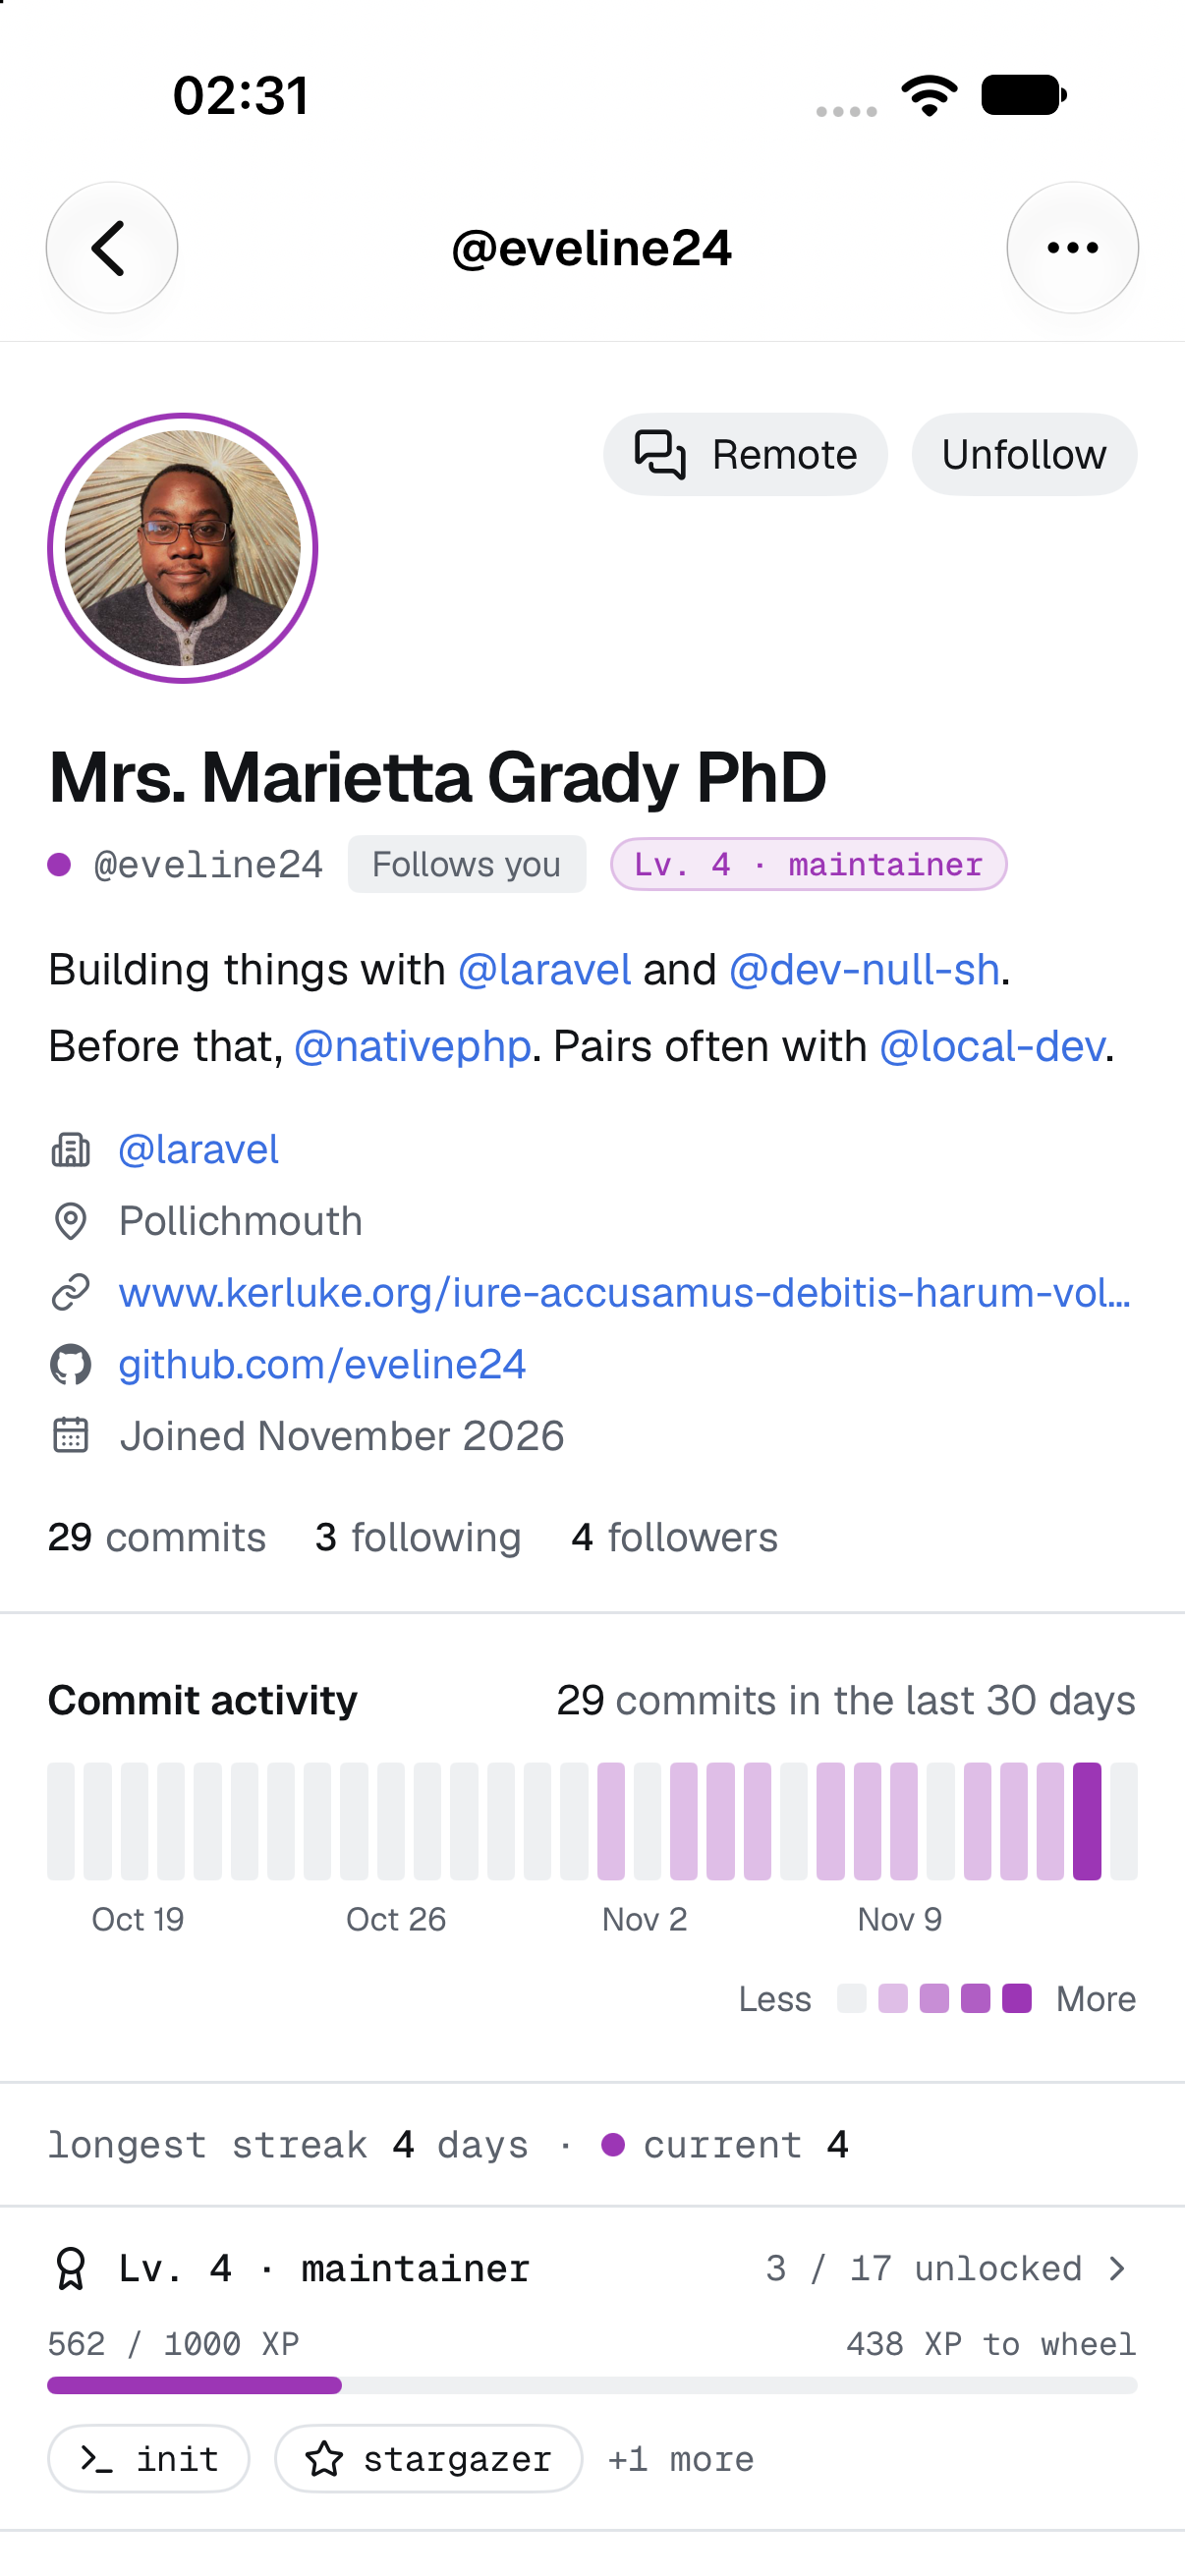 02:31
@eveline24
Remote
Unfollow
Mrs. Marietta Grady PhD
@eveline24 Follows you Lv. 4 · maintainer
Building things with @laravel and @dev-null-sh.
Before that, @nativephp. Pairs often with @local-dev.
@laravel
Pollichmouth
www.kerluke.org/iure-accusamus-debitis-harum-vol...
github.com/eveline24
Joined November 2026
29 commits 3 following 4 followers
Commit activity 29 commits in the last 30 days
Oct 19 Oct 26 Nov 2 Nov 9
Less More
longest streak 4 days · current 4
Lv. 4 · maintainer 3 / 17 unlocked
562 / 1000 XP 438 XP to wheel
init stargazer +1 more